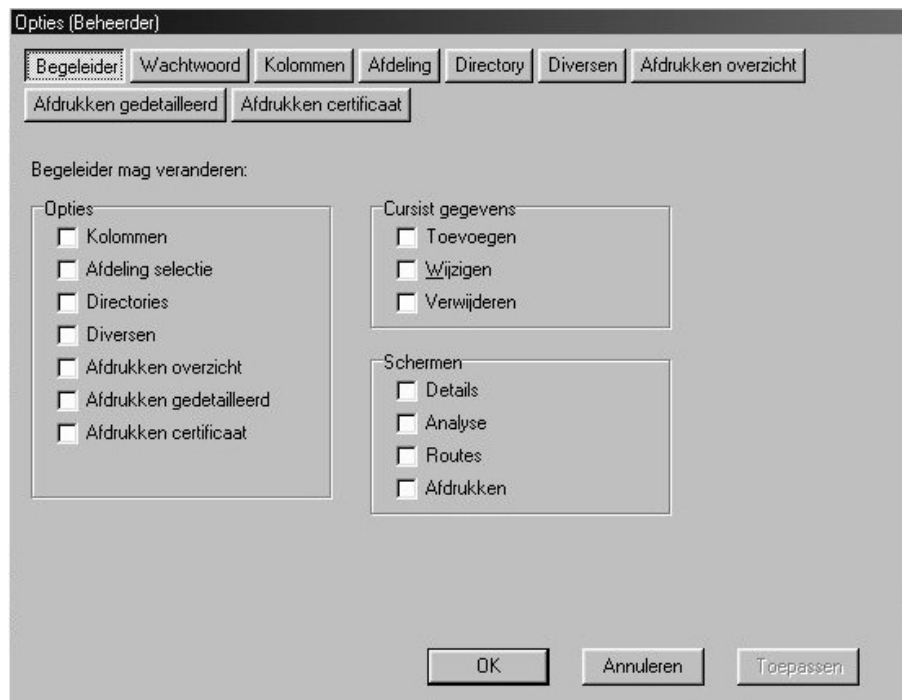 Opties (Beheerder)
Begeleider Wachtwoord Kolommen Afdeling Directory Diversen Afdrukken overzicht
Afdrukken gedetailleerd Afdrukken certificaat
Begeleider mag veranderen:
Opties
Kolommen
Afdeling selectie
Directories
Diversen
Afdrukken overzicht
Afdrukken gedetailleerd
Afdrukken certificaat
Cursist gegevens
Toevoegen
Wijzigen
Verwijderen
Schermen
Details
Analyse
Routes
Afdrukken
OK Annuleren Toepassen